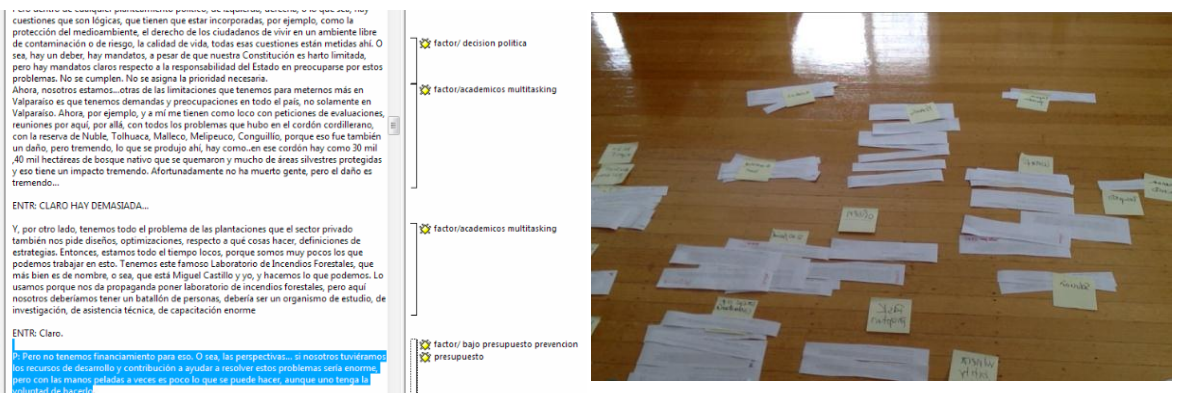 cuestiones que son lógicas, que tienen que estar incorporadas, por ejemplo, como la
protección del medioambiente, el derecho de los ciudadanos de vivir en un ambiente libre
de contaminación o de riesgo, la calidad de vida, todas esas cuestiones están metidas ahí. O
sea, hay un deber, hay mandatos, a pesar de que nuestra Constitución es harto limitada,
pero hay mandatos claros respecto a la responsabilidad del Estado en preocuparse por estos
problemas. No se cumplen. No se asigna la prioridad necesaria.
Ahora, nosotros estamos...otras de las limitaciones que tenemos para meternos más en
Valparaíso es que tenemos demandas y preocupaciones en todo el país, no solamente en
Valparaíso. Ahora, por ejemplo, y a mí me tienen como loco con peticiones de evaluaciones,
reuniones por aquí, por allá, con todos los problemas que hubo en el cordón cordillerano,
con la reserva de Ñuble, Tolhuaca, Malleco, Melipeuco, Conguillío, porque eso fue también
un daño, pero tremendo, lo que se produjo ahí, hay como..en ese cordón hay como 30 mil
,40 mil hectáreas de bosque nativo que se quemaron y mucho de áreas silvestres protegidas
y eso tiene un impacto tremendo. Afortunadamente no ha muerto gente, pero el daño es
tremendo...
ENTR: CLARO HAY DEMASIADA...
Y, por otro lado, tenemos todo el problema de las plantaciones que el sector privado
también nos pide diseños, optimizaciones, respecto a qué cosas hacer, definiciones de
estrategias. Entonces, estamos todo el tiempo locos, porque somos muy pocos los que
podemos trabajar en esto. Tenemos este famoso Laboratorio de Incendios Forestales, que
más bien es de nombre, o sea, que está Miguel Castillo y yo, y hacemos lo que podemos. Lo
usamos porque nos da propaganda poner laboratorio de incendios forestales, pero aquí
nosotros deberíamos tener un batallón de personas, debería ser un organismo de estudio, de
investigación, de asistencia técnica, de capacitación enorme
ENTR: Claro.
P: Pero no tenemos financiamiento para eso. O sea, las perspectivas... si nosotros tuviéramos
los recursos de desarrollo y contribución a ayudar a resolver estos problemas sería enorme,
pero con las manos peladas a veces es poco lo que se puede hacer, aunque uno tenga la
voluntad de hacerlo
factor/ decision politica
factor/academicos multitasking
factor/academicos multitasking
factor/ bajo presupuesto prevencion
presupuesto